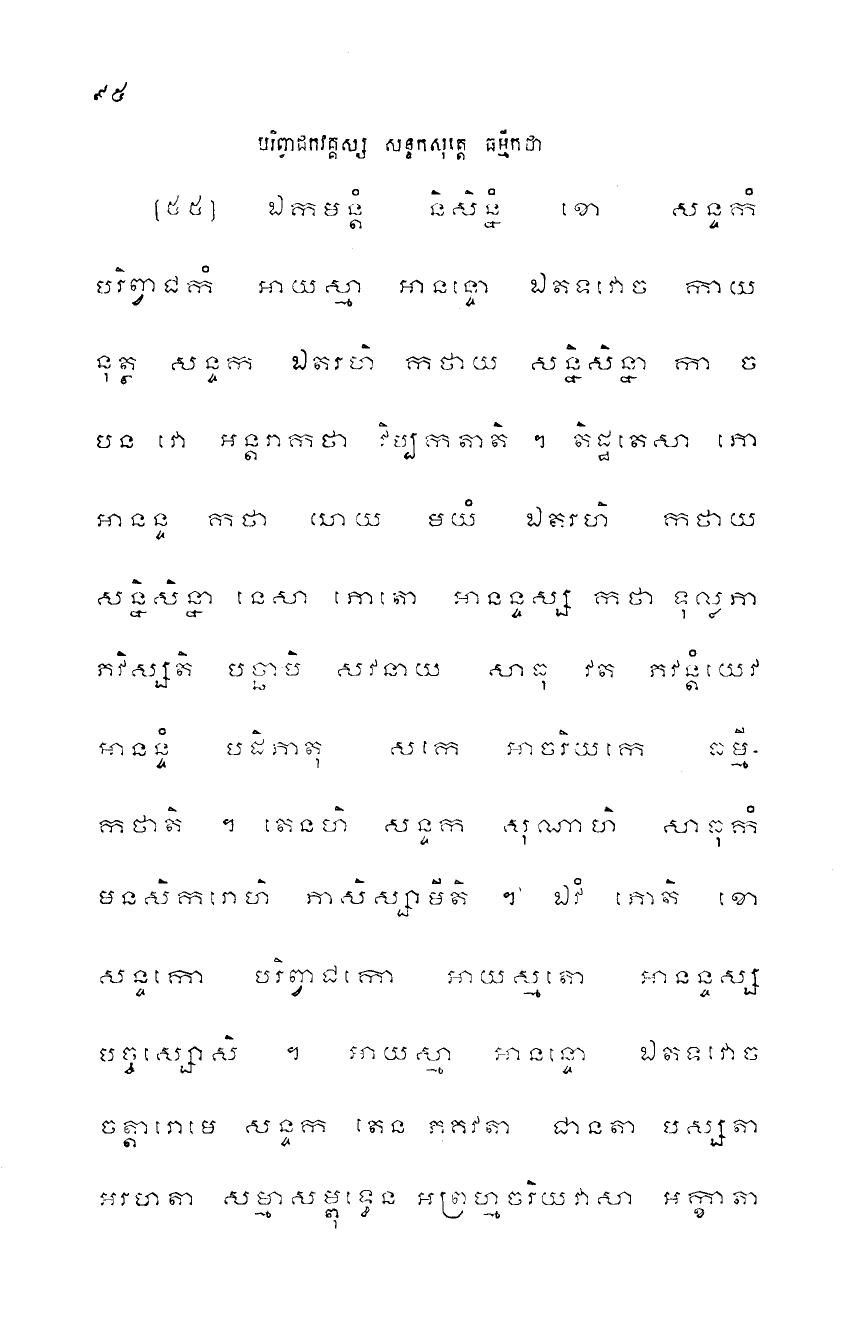 ៩៥
បរិព្វាជកវគ្គស្ស សន្ទកសុត្តេ ធម្មីកថា
[៥៥] ឯកមន្តំ និសិន្នំ ខោ សន្ទកំ
បរិព្វាជកំ អាយស្មា អានន្ទោ ឯតទវោច កាយ
នុត្ថ សន្ទក ឯតរហិ កថាយ សន្និសិន្នា កា ច
បន វោ អន្តរាកថា វិប្បកតាតិ ។ តិដ្ឋតេសា ភោ
អានន្ទ កថា យាយ មយំ ឯតរហិ កថាយ
សន្និសិន្នា នេសា ភោតោ អានន្ទស្ស កថា ទុល្លភា
ភវិស្សតិ បច្ឆាបិ សវនាយ សាធុ វត ភវន្តំយេវ
អានន្ទំ បដិភាតុ សកេ អាចរិយកេ ធម្មី-
កថាតិ ។ តេនហិ សន្ទក សុណាហិ សាធុកំ
មនសិករោហិ ភាសិស្សាមីតិ ។ ឯវំ ភោតិ ខោ
សន្ទកោ បរិព្វាជកោ អាយស្មតោ អានន្ទស្ស
បច្ចស្សោសិ ។ អាយស្មា អានន្ទោ ឯតទវោច
ចត្តារោមេ សន្ទក តេន ភគវតា ជានតា បស្សតា
អរហតា សម្មាសម្ពុទ្ធេន អព្រហ្មចរិយវាសា អក្ខាតា